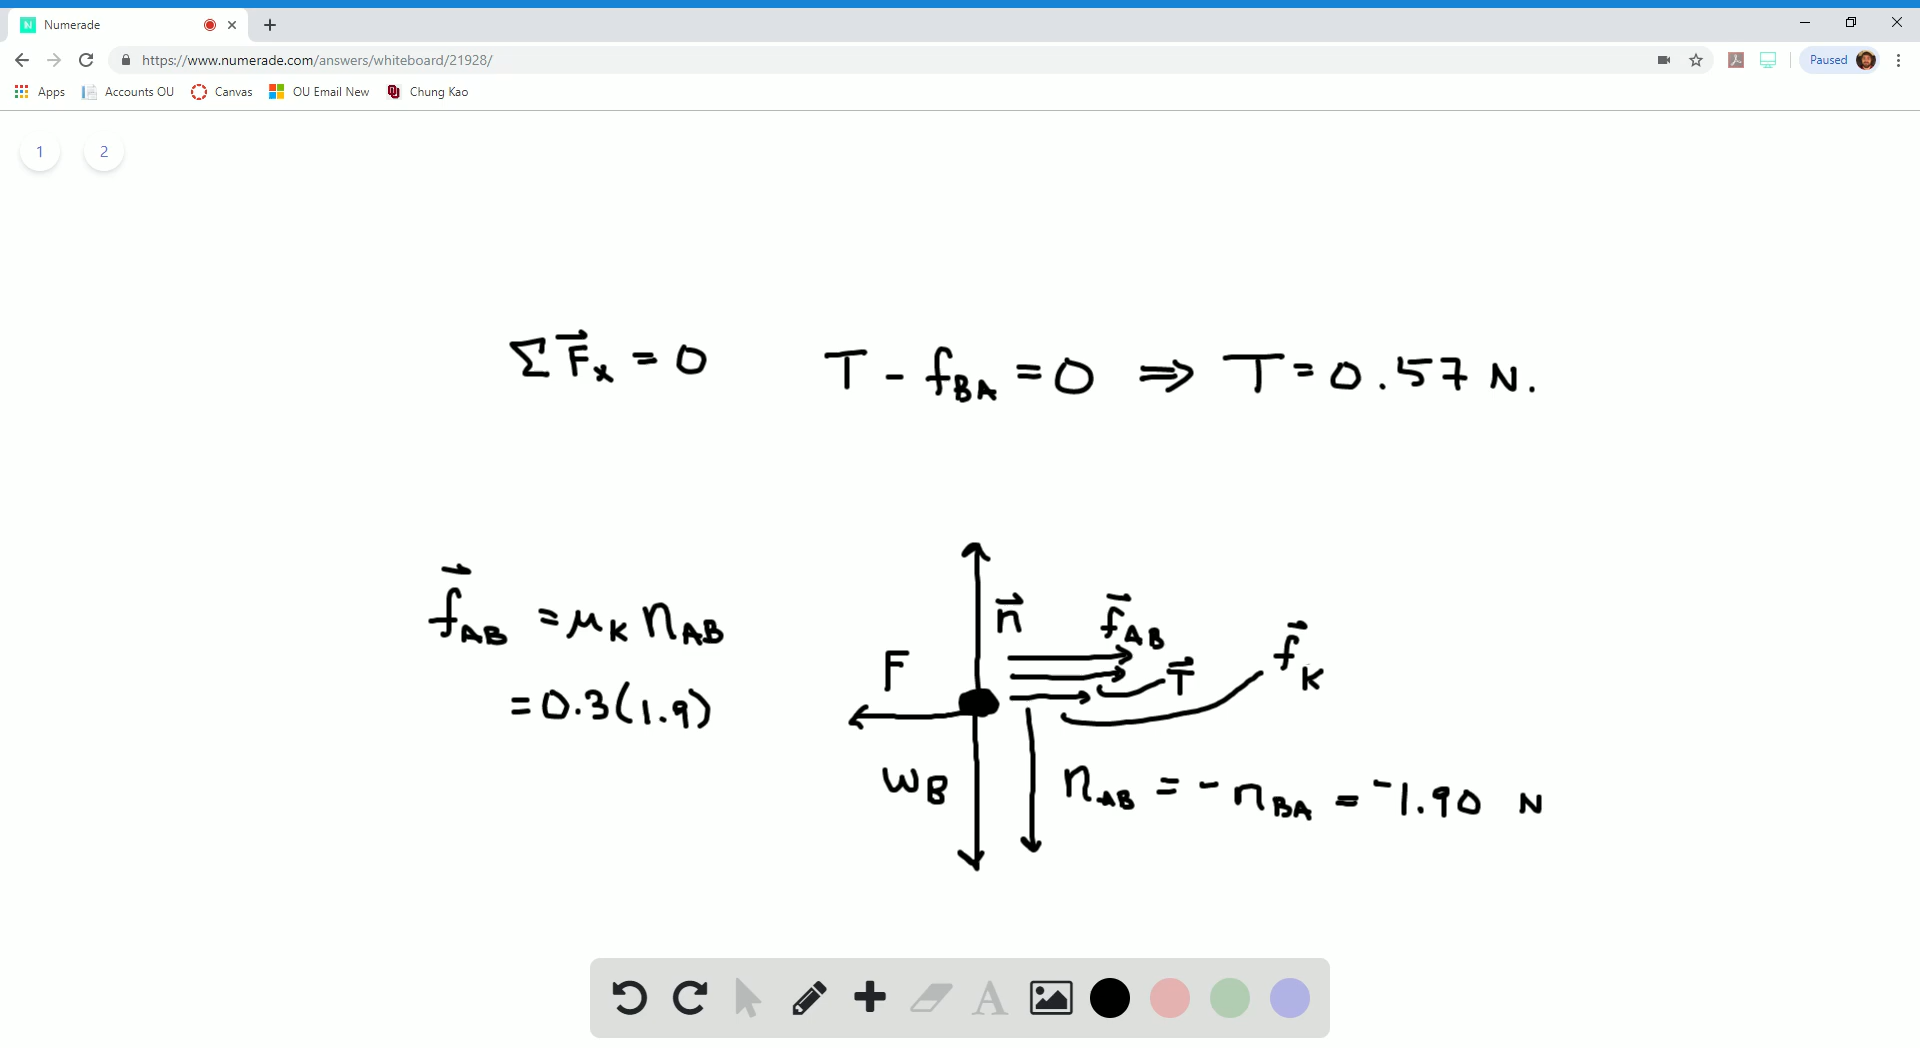 Numerade
https://www.numerade.com/answers/whiteboard/21928/
Paused
Apps Accounts OU Canvas OU Email New Chung Kao
1 2
ΣF⃗x = 0 T - fBA = 0 ⇒ T = 0.57 N.
f⃗AB = μK nAB
= 0.3(1.9)
n⃗ f⃗AB
F T⃗ f⃗K
wB nAB = - nBA = -1.90 N
A